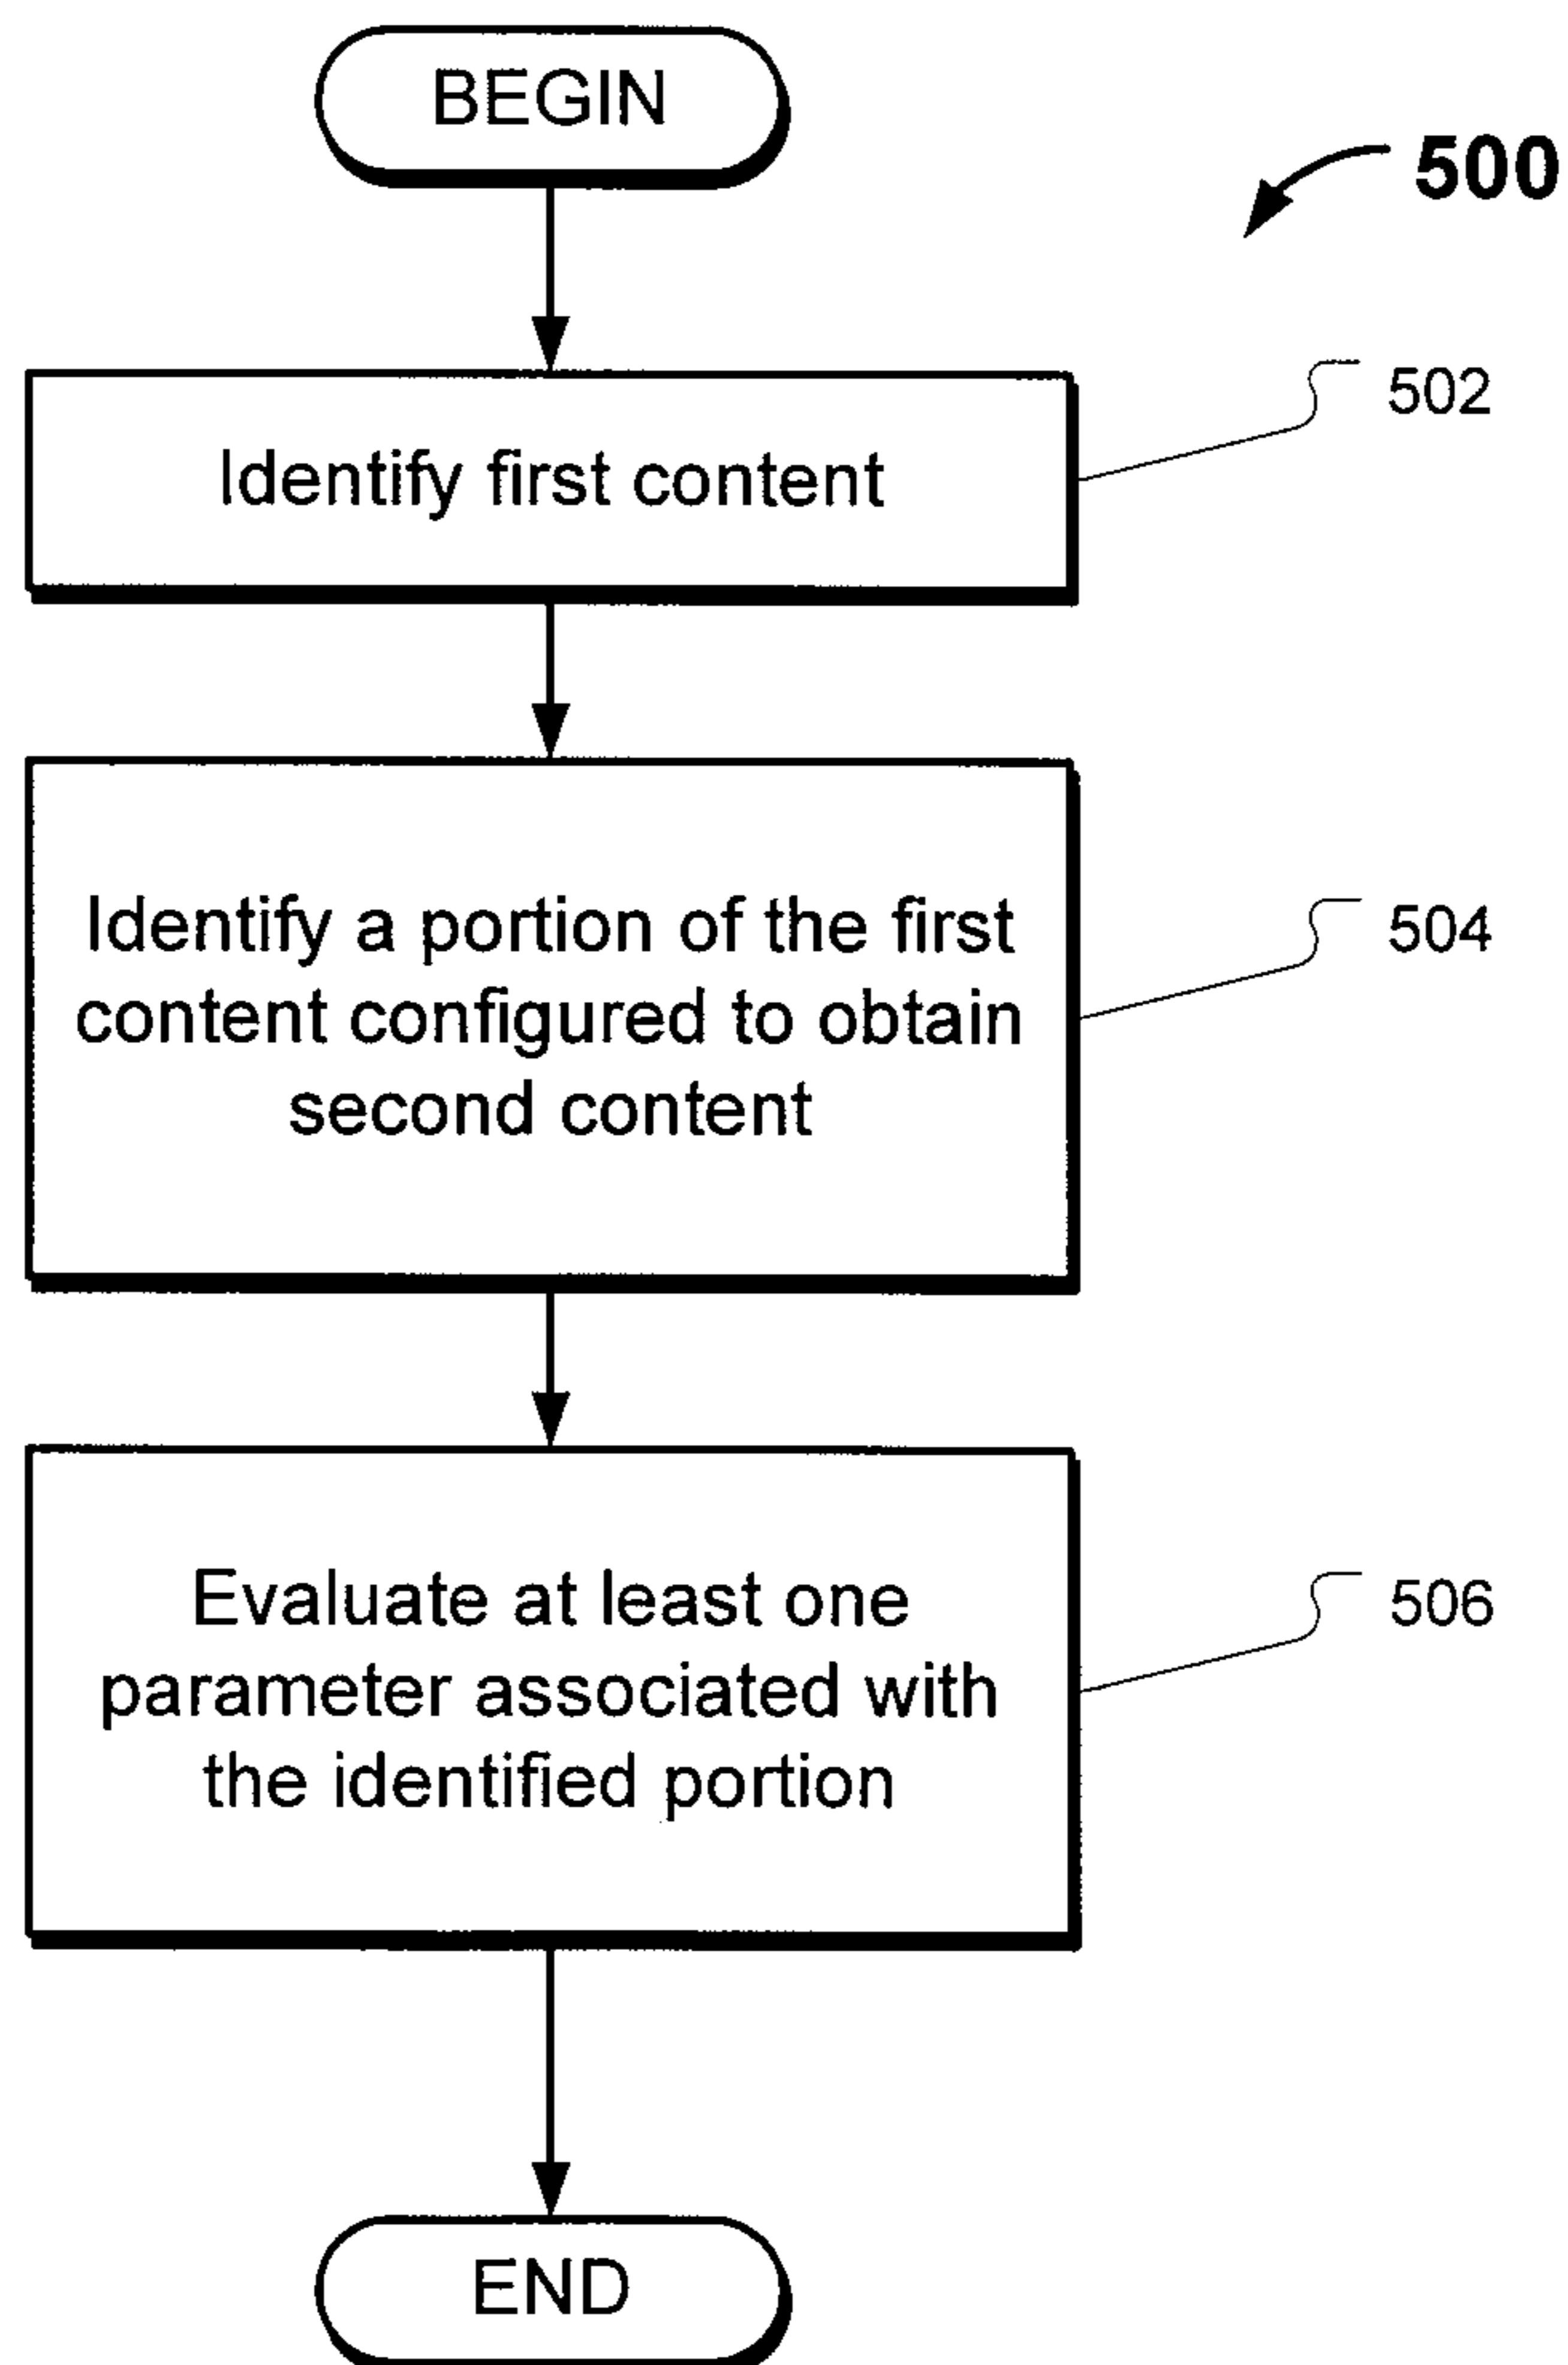 BEGIN
500
Identify first content
502
Identify a portion of the first
content configured to obtain
second content
504
Evaluate at least one
parameter associated with
the identified portion
506
END